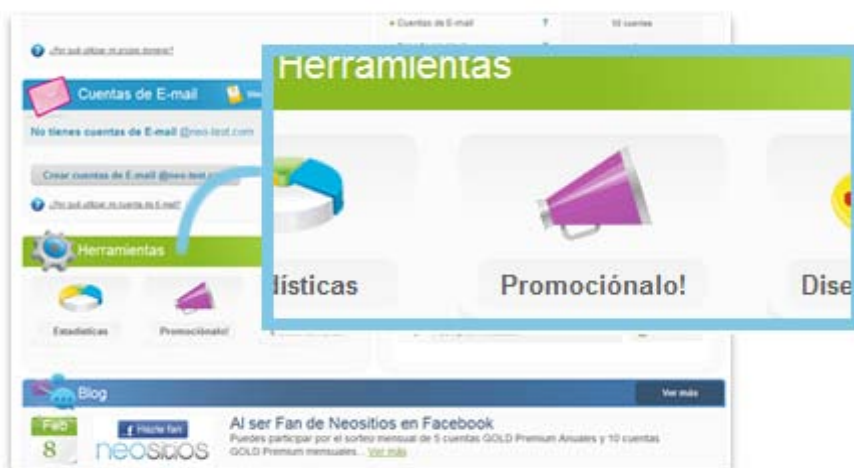 Cuentas de E-mail ? 10 cuentas
¿Por qué utilizar mi propio dominio?
Herramientas
Cuentas de E-mail
No tienes cuentas de E-mail @neo-test.com
Crear cuentas de E-mail @neo-test
¿Por qué utilizar mi cuenta de E-mail?
Herramientas
dísticas Promociónalo! Dise
Estadísticas Promociónalo!
Blog Ver más
Feb 8
Hazte fan
neositios
Al ser Fan de Neositios en Facebook
Puedes participar por el sorteo mensual de 5 cuentas GOLD Premium Anuales y 10 cuentas
GOLD Premium mensuales... Ver más